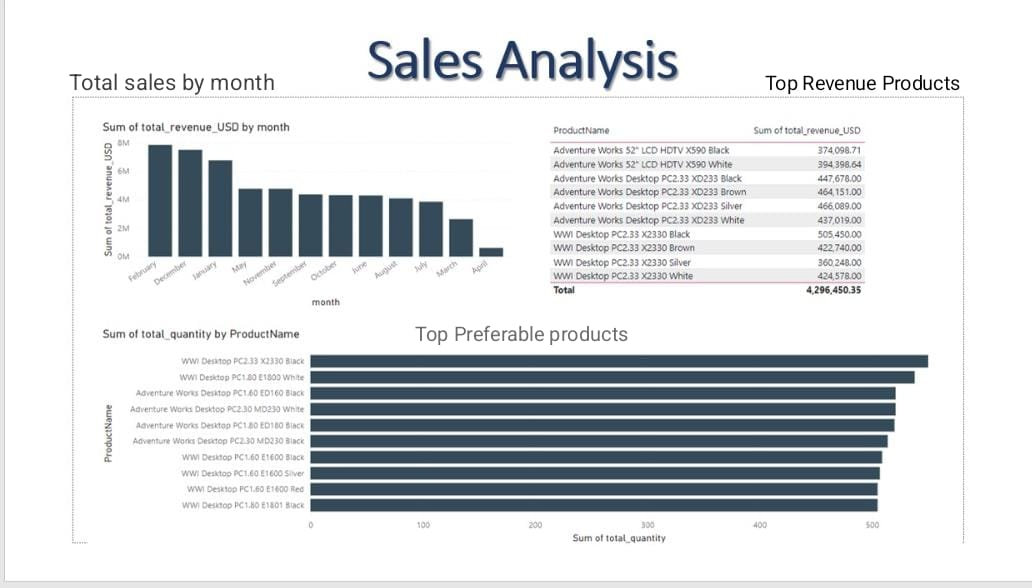 Sales Analysis
Total sales by month
Top Revenue Products
Sum of total_revenue_USD by month
Sum of total_revenue_USD
8M
6M
4M
2M
0M
February
December
January
May
November
September
October
June
August
July
March
April
month
ProductName Sum of total_revenue_USD
Adventure Works 52" LCD HDTV X590 Black 374,098.71
Adventure Works 52" LCD HDTV X590 White 394,398.64
Adventure Works Desktop PC2.33 XD233 Black 447,678.00
Adventure Works Desktop PC2.33 XD233 Brown 464,151.00
Adventure Works Desktop PC2.33 XD233 Silver 466,089.00
Adventure Works Desktop PC2.33 XD233 White 437,019.00
WWI Desktop PC2.33 X2330 Black 505,450.00
WWI Desktop PC2.33 X2330 Brown 422,740.00
WWI Desktop PC2.33 X2330 Silver 360,248.00
WWI Desktop PC2.33 X2330 White 424,578.00
Total 4,296,450.35
Sum of total_quantity by ProductName
Top Preferable products
ProductName
WWI Desktop PC2.33 X2330 Black
WWI Desktop PC1.80 E1800 White
Adventure Works Desktop PC1.60 ED160 Black
Adventure Works Desktop PC2.30 MD230 White
Adventure Works Desktop PC1.80 ED180 Black
Adventure Works Desktop PC2.30 MD230 Black
WWI Desktop PC1.60 E1600 Black
WWI Desktop PC1.60 E1600 Silver
WWI Desktop PC1.60 E1600 Red
WWI Desktop PC1.80 E1801 Black
0 100 200 300 400 500
Sum of total_quantity